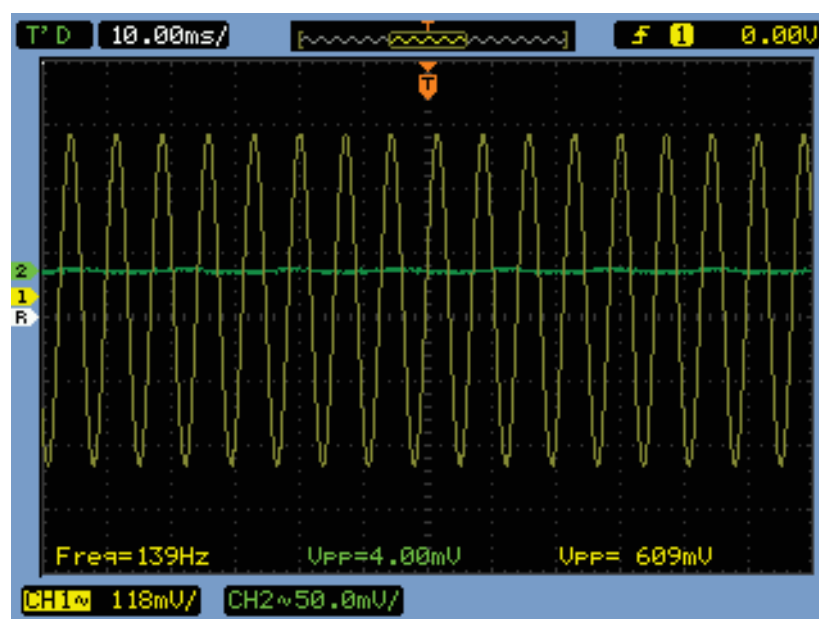 T'D 10.00ms/ T f 1 0.00V
T
2
1
R
Freq=139Hz Vpp=4.00mV Vpp= 609mV
CH1~ 118mV/ CH2~50.0mV/